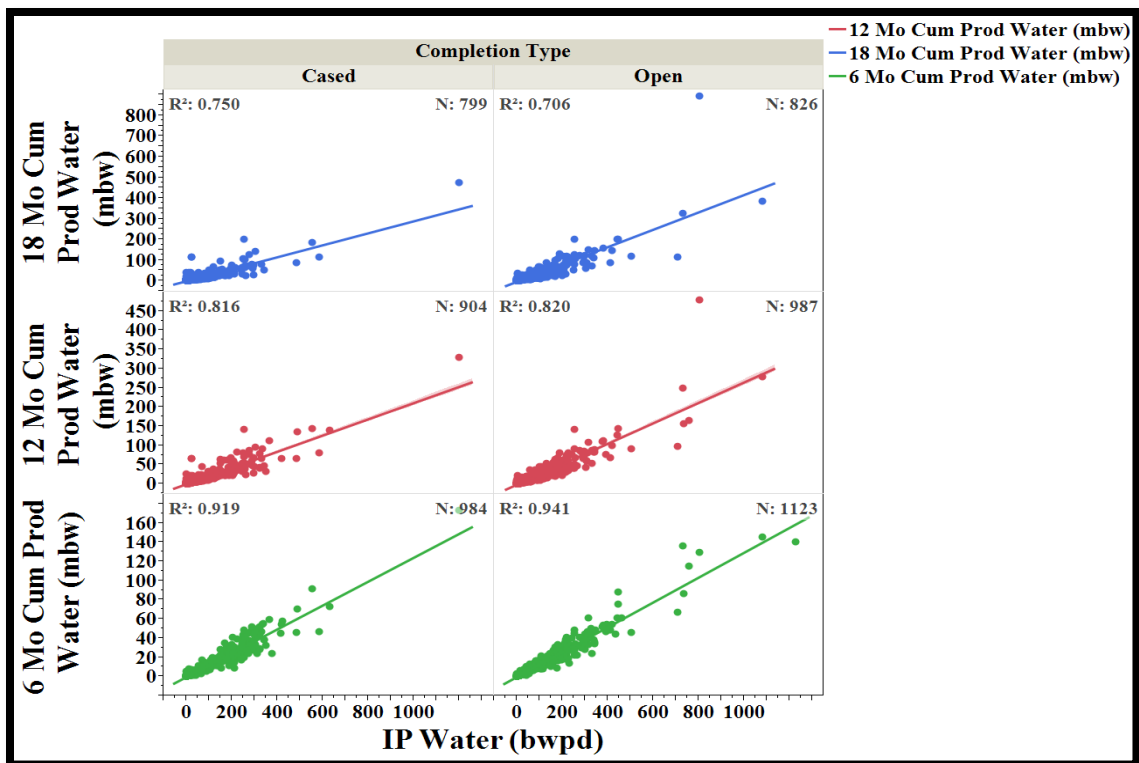 12 Mo Cum Prod Water (mbw)
18 Mo Cum Prod Water (mbw)
6 Mo Cum Prod Water (mbw)
Completion Type
Cased Open
18 Mo Cum
Prod Water
(mbw)
R²: 0.750 N: 799
R²: 0.706 N: 826
800
700
600
500
400
300
200
100
0
12 Mo Cum
Prod Water
(mbw)
R²: 0.816 N: 904
R²: 0.820 N: 987
450
400
350
300
250
200
150
100
50
0
6 Mo Cum Prod
Water (mbw)
R²: 0.919 N: 984
R²: 0.941 N: 1123
160
140
120
100
80
60
40
20
0
0 200 400 600 800 1000
0 200 400 600 800 1000
IP Water (bwpd)